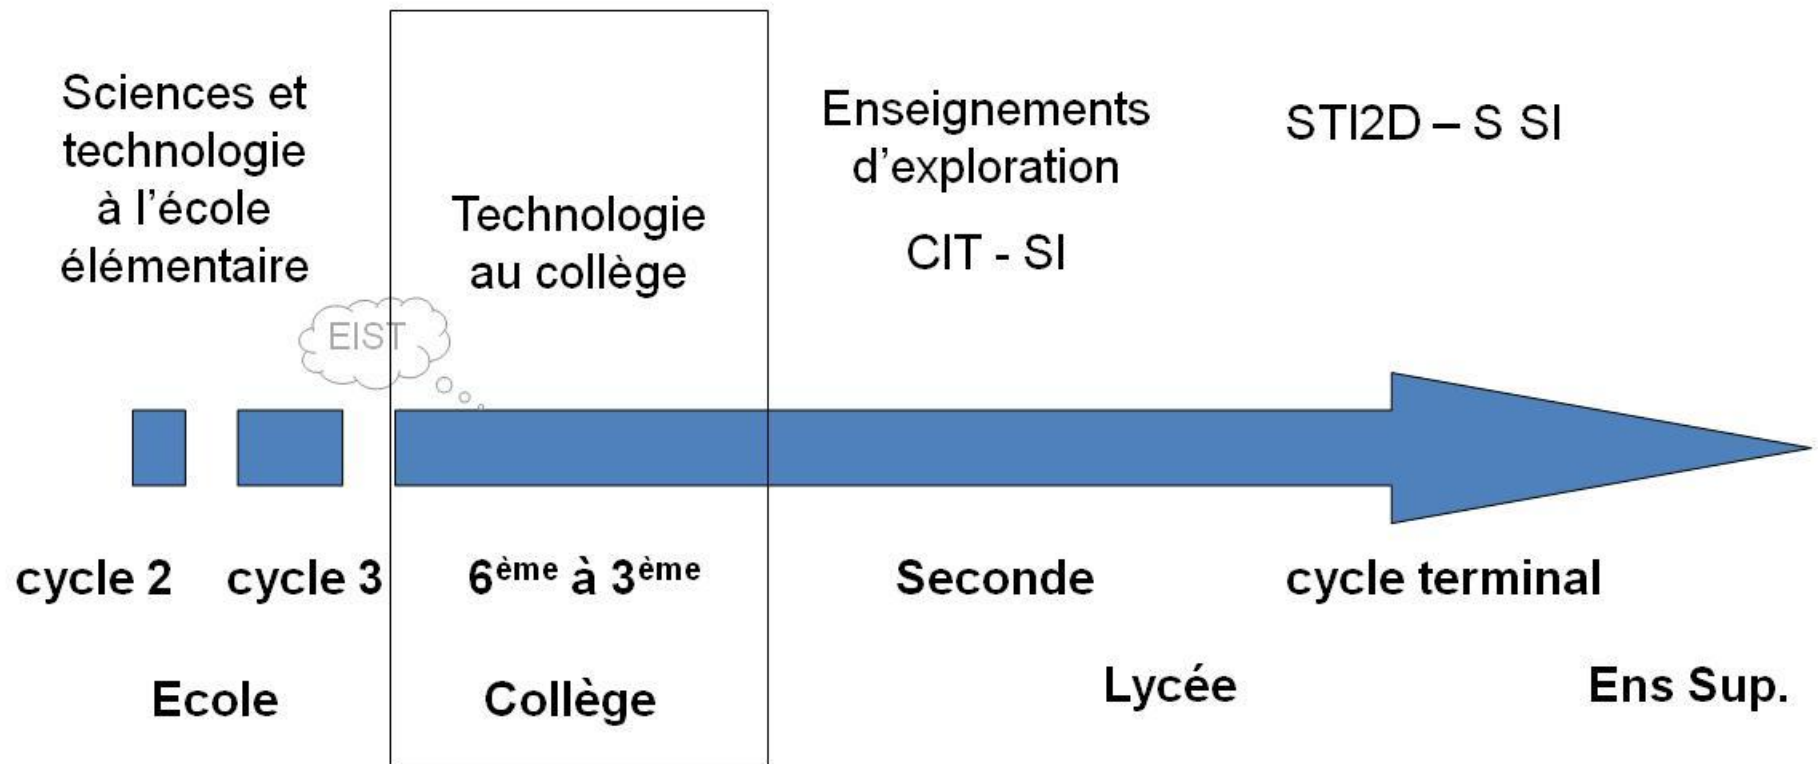 Sciences et
technologie
à l'école
élémentaire
EIST
Technologie
au collège
Enseignements
d'exploration
CIT - SI
STI2D – S SI
cycle 2
cycle 3
6ème à 3ème
Seconde
cycle terminal
Ecole
Collège
Lycée
Ens Sup.